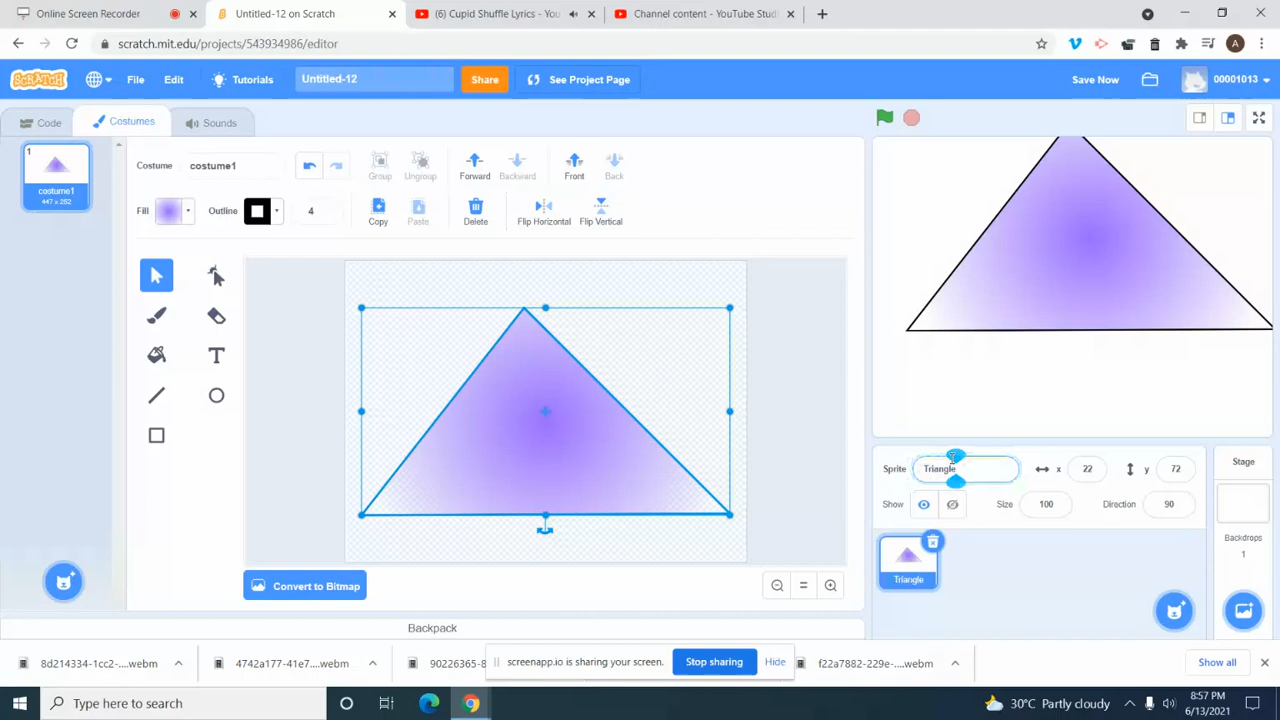 Online Screen Recorder
Untitled-12 on Scratch
(6) Cupid Shuffle Lyrics - You
Channel content - YouTube Studi
scratch.mit.edu/projects/543934986/editor
A
SCRATCH
File
Edit
Tutorials
Untitled-12
Share
See Project Page
Save Now
00001013
Code
Costumes
Sounds
1
costume1
447 x 252
Costume
costume1
Group
Ungroup
Forward
Backward
Front
Back
Fill
Outline
4
Copy
Paste
Delete
Flip Horizontal
Flip Vertical
T
Convert to Bitmap
Backpack
Sprite
Triangle
x
22
y
72
Show
Size
100
Direction
90
Triangle
Stage
Backdrops
1
8d214334-1cc2-....webm
4742a177-41e7....webm
90226365-8
screenapp.io is sharing your screen.
Stop sharing
Hide
f22a7882-229e-....webm
Show all
Type here to search
30°C Partly cloudy
8:57 PM
6/13/2021